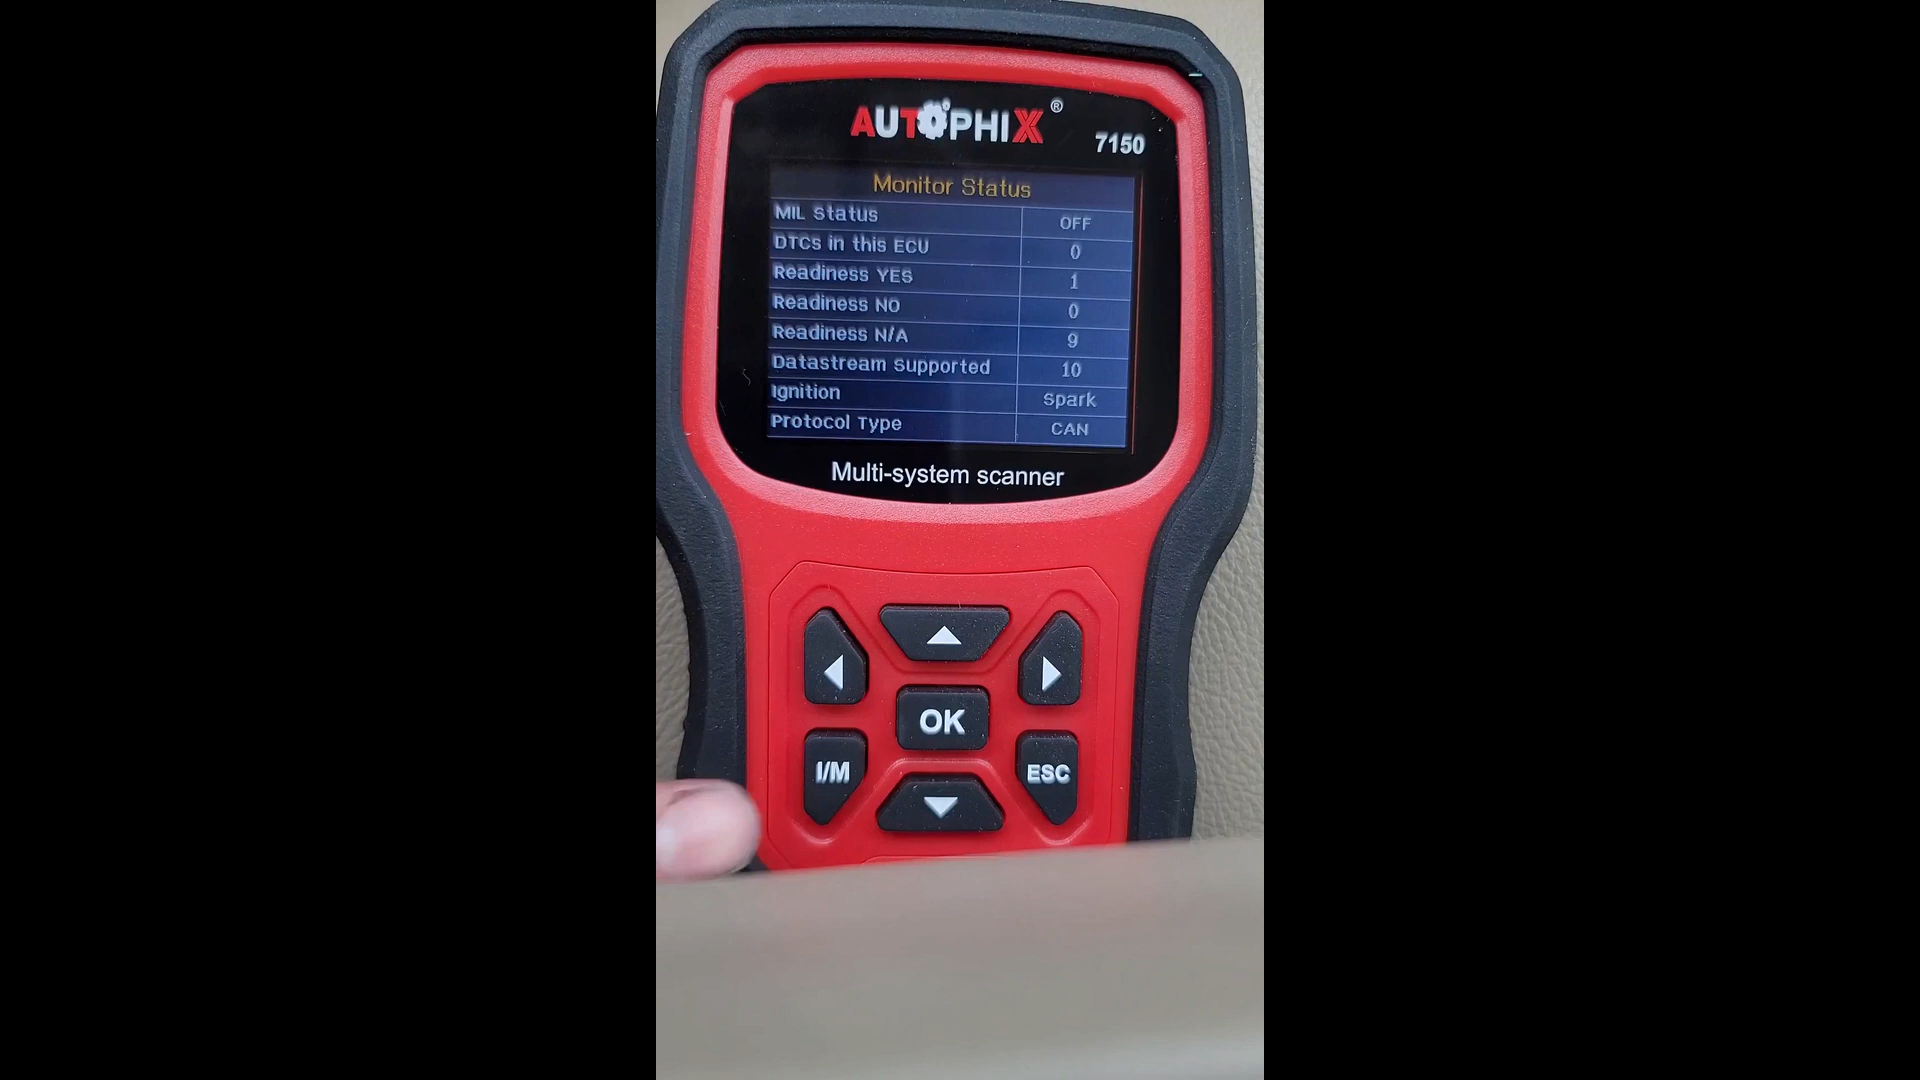 AUTOPHIX ®
7150
Monitor Status
MIL status OFF
DTCs in this ECU 0
Readiness YES 1
Readiness NO 0
Readiness N/A 9
Datastream supported 10
Ignition Spark
Protocol Type CAN
Multi-system scanner
OK
I/M
ESC